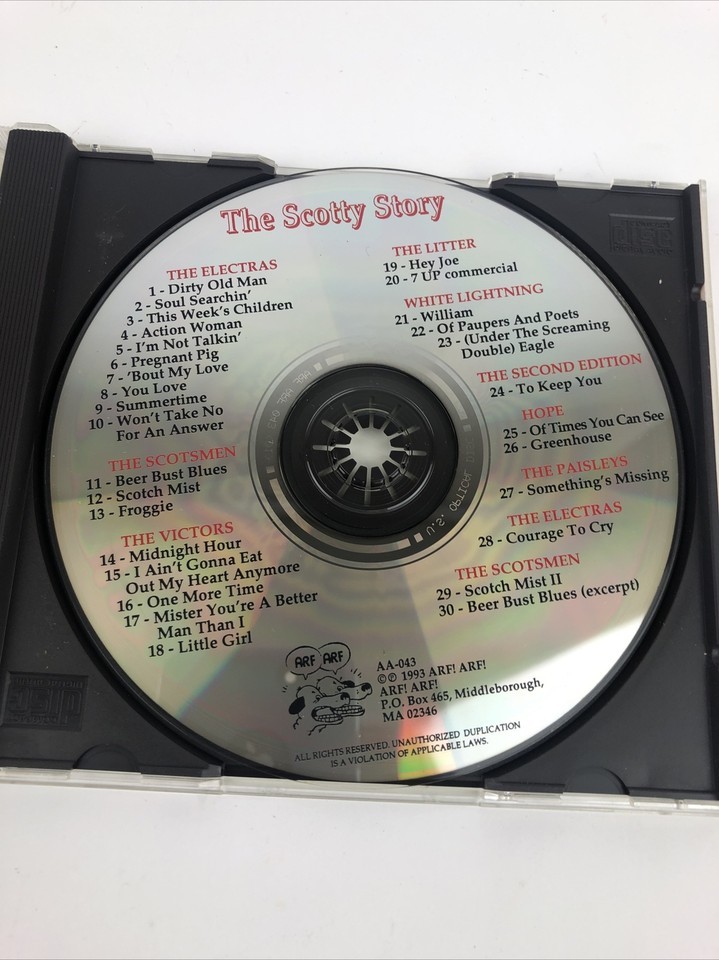 The Scotty Story
THE ELECTRAS
1 - Dirty Old Man
2 - Soul Searchin'
3 - This Week's Children
4 - Action Woman
5 - I'm Not Talkin'
6 - Pregnant Pig
7 - 'Bout My Love
8 - You Love
9 - Summertime
10 - Won't Take No
For An Answer
THE SCOTSMEN
11 - Beer Bust Blues
12 - Scotch Mist
13 - Froggie
THE VICTORS
14 - Midnight Hour
15 - I Ain't Gonna Eat
Out My Heart Anymore
16 - One More Time
17 - Mister You're A Better
Man Than I
18 - Little Girl
THE LITTER
19 - Hey Joe
20 - 7 UP commercial
WHITE LIGHTNING
21 - William
22 - Of Paupers And Poets
23 - (Under The Screaming
Double) Eagle
THE SECOND EDITION
24 - To Keep You
HOPE
25 - Of Times You Can See
26 - Greenhouse
THE PAISLEYS
27 - Something's Missing
THE ELECTRAS
28 - Courage To Cry
THE SCOTSMEN
29 - Scotch Mist II
30 - Beer Bust Blues (excerpt)
ARF ARF
AA-043
©℗ 1993 ARF! ARF!
ARF! ARF!
P.O. Box 465, Middleborough,
MA 02346
ALL RIGHTS RESERVED. UNAUTHORIZED DUPLICATION
IS A VIOLATION OF APPLICABLE LAWS.